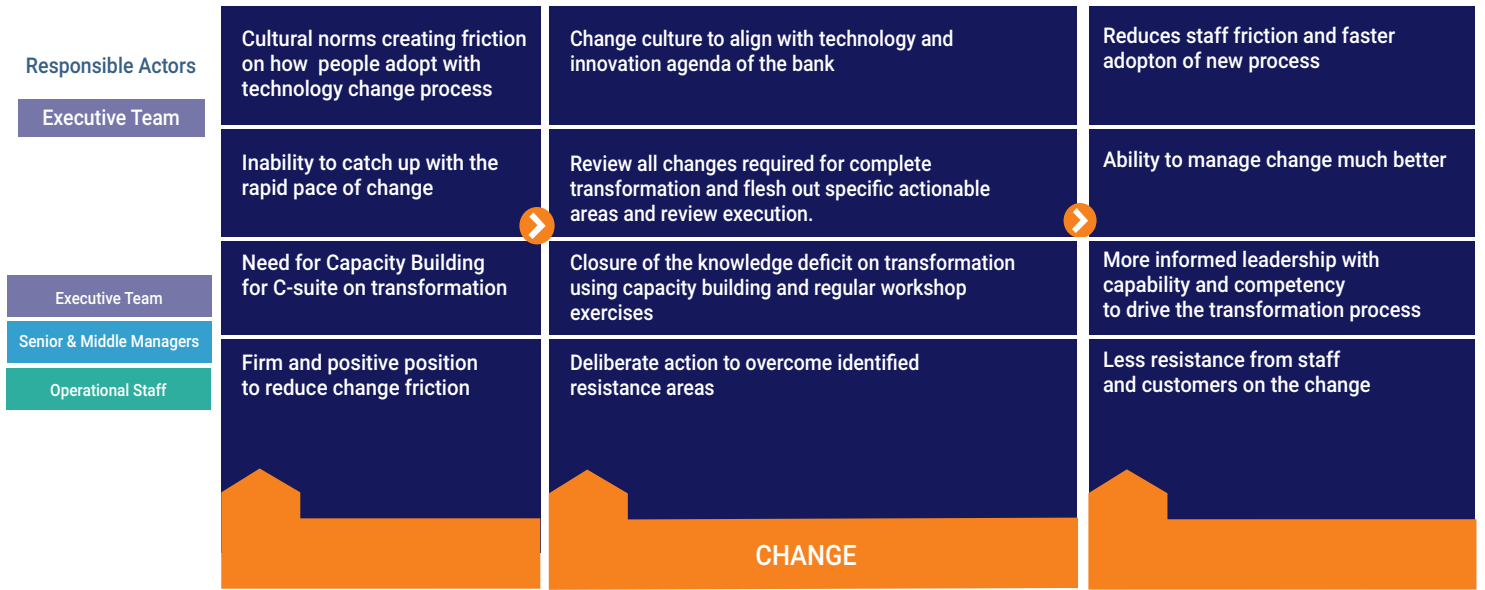 Responsible Actors
Executive Team
Executive Team
Senior & Middle Managers
Operational Staff
Cultural norms creating friction
on how people adopt with
technology change process
Change culture to align with technology and
innovation agenda of the bank
Reduces staff friction and faster
adopton of new process
Inability to catch up with the
rapid pace of change
Review all changes required for complete
transformation and flesh out specific actionable
areas and review execution.
Ability to manage change much better
Need for Capacity Building
for C-suite on transformation
Closure of the knowledge deficit on transformation
using capacity building and regular workshop
exercises
More informed leadership with
capability and competency
to drive the transformation process
Firm and positive position
to reduce change friction
Deliberate action to overcome identified
resistance areas
Less resistance from staff
and customers on the change
CHANGE